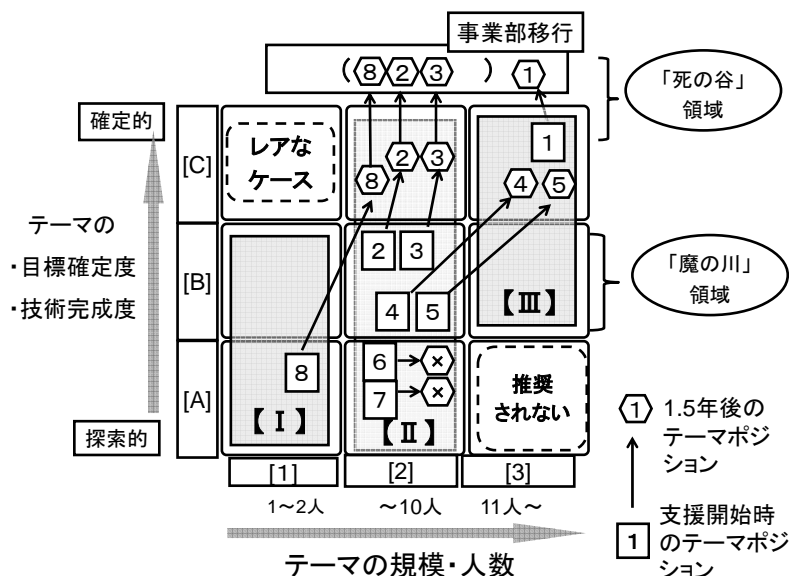 事業部移行
( 8 2 3 ) 1
「死の谷」
領域
確定的
テーマの
・目標確定度
・技術完成度
探索的
[C]
レアな
ケース
8 2 3
1
4 5
[B]
2 3
4 5
【Ⅲ】
「魔の川」
領域
[A]
8
【Ⅰ】
6 ×
7 ×
【Ⅱ】
推奨
されない
[1] [2] [3]
1~2人 ~10人 11人~
テーマの規模・人数
1 1.5年後の
テーマポジ
ション
1 支援開始時
のテーマポジ
ション